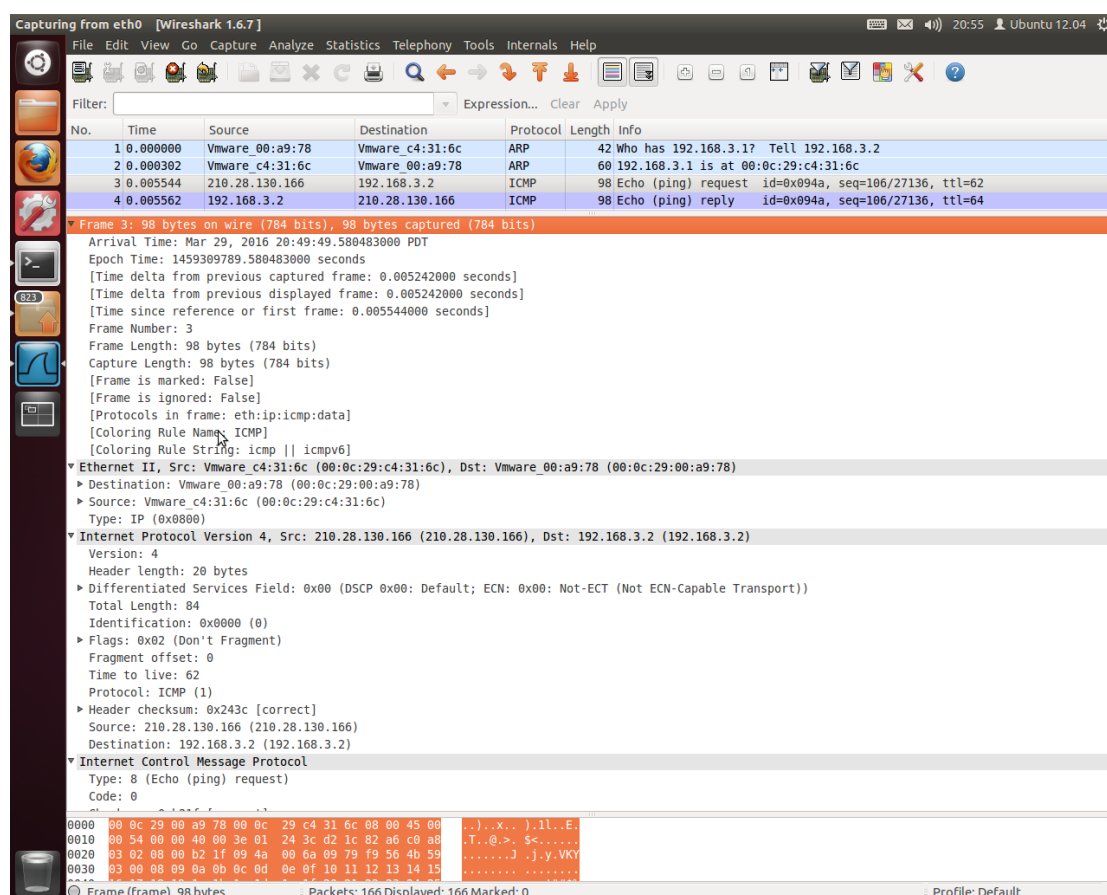 Capturing from eth0 [Wireshark 1.6.7 ] 20:55 Ubuntu 12.04
File Edit View Go Capture Analyze Statistics Telephony Tools Internals Help
Filter: Expression... Clear Apply
No. Time Source Destination Protocol Length Info
1 0.000000 Vmware_00:a9:78 Vmware_c4:31:6c ARP 42 Who has 192.168.3.1? Tell 192.168.3.2
2 0.000302 Vmware_c4:31:6c Vmware_00:a9:78 ARP 60 192.168.3.1 is at 00:0c:29:c4:31:6c
3 0.005544 210.28.130.166 192.168.3.2 ICMP 98 Echo (ping) request id=0x094a, seq=106/27136, ttl=62
4 0.005562 192.168.3.2 210.28.130.166 ICMP 98 Echo (ping) reply id=0x094a, seq=106/27136, ttl=64
Frame 3: 98 bytes on wire (784 bits), 98 bytes captured (784 bits)
Arrival Time: Mar 29, 2016 20:49:49.580483000 PDT
Epoch Time: 1459309789.580483000 seconds
[Time delta from previous captured frame: 0.005242000 seconds]
[Time delta from previous displayed frame: 0.005242000 seconds]
823
[Time since reference or first frame: 0.005544000 seconds]
Frame Number: 3
Frame Length: 98 bytes (784 bits)
Capture Length: 98 bytes (784 bits)
[Frame is marked: False]
[Frame is ignored: False]
[Protocols in frame: eth:ip:icmp:data]
[Coloring Rule Name: ICMP]
[Coloring Rule String: icmp || icmpv6]
Ethernet II, Src: Vmware_c4:31:6c (00:0c:29:c4:31:6c), Dst: Vmware_00:a9:78 (00:0c:29:00:a9:78)
Destination: Vmware_00:a9:78 (00:0c:29:00:a9:78)
Source: Vmware_c4:31:6c (00:0c:29:c4:31:6c)
Type: IP (0x0800)
Internet Protocol Version 4, Src: 210.28.130.166 (210.28.130.166), Dst: 192.168.3.2 (192.168.3.2)
Version: 4
Header length: 20 bytes
Differentiated Services Field: 0x00 (DSCP 0x00: Default; ECN: 0x00: Not-ECT (Not ECN-Capable Transport))
Total Length: 84
Identification: 0x0000 (0)
Flags: 0x02 (Don't Fragment)
Fragment offset: 0
Time to live: 62
Protocol: ICMP (1)
Header checksum: 0x243c [correct]
Source: 210.28.130.166 (210.28.130.166)
Destination: 192.168.3.2 (192.168.3.2)
Internet Control Message Protocol
Type: 8 (Echo (ping) request)
Code: 0
0000 00 0c 29 00 a9 78 00 0c 29 c4 31 6c 08 00 45 00 ..)..x.. ).1l..E.
0010 00 54 00 00 40 00 3e 01 24 3c d2 1c 82 a6 c0 a8 .T..@.>. $<......
0020 03 02 08 00 b2 1f 09 4a 00 6a 09 79 f9 56 4b 59 .......J .j.y.VKY
0030 03 00 08 09 0a 0b 0c 0d 0e 0f 10 11 12 13 14 15 ........ ........
Frame (frame), 98 bytes Packets: 166 Displayed: 166 Marked: 0 Profile: Default